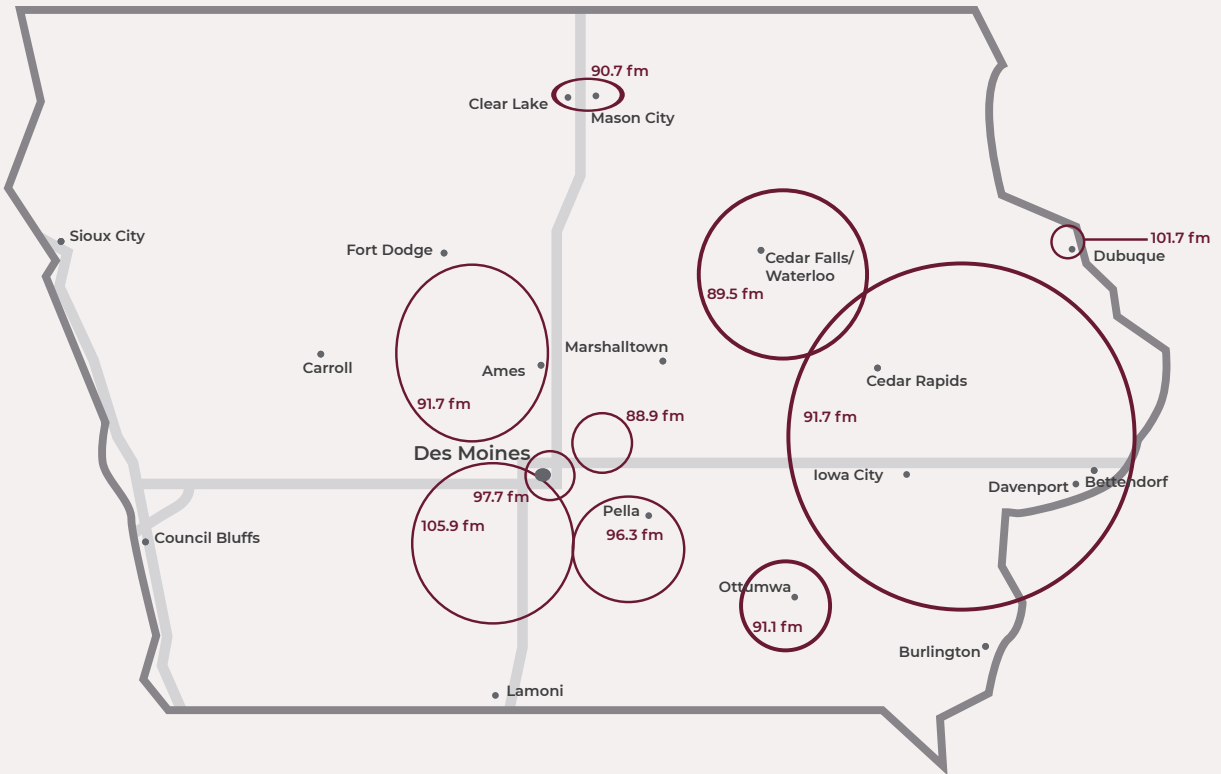 90.7 fm
Clear Lake
Mason City
Sioux City
101.7 fm
Fort Dodge
Dubuque
Cedar Falls/
Waterloo
89.5 fm
Marshalltown
Carroll
Ames
Cedar Rapids
91.7 fm
88.9 fm
91.7 fm
Des Moines
Iowa City
Bettendorf
Davenport
97.7 fm
Pella
105.9 fm
96.3 fm
Council Bluffs
Ottumwa
91.1 fm
Burlington
Lamoni